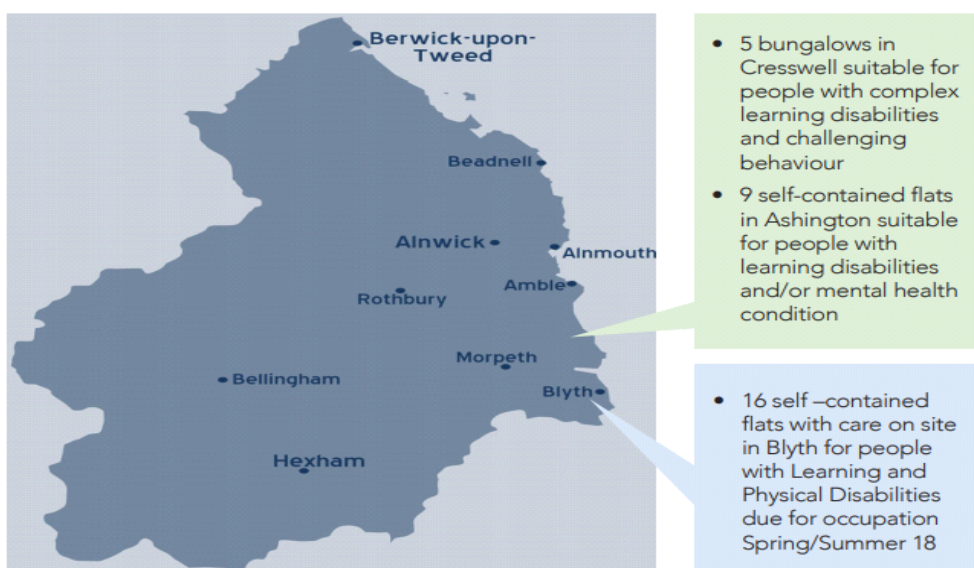 Berwick-upon-
Tweed
Beadnell
Alnwick
Alnmouth
Amble
Rothbury
Morpeth
Bellingham
Blyth
Hexham
• 5 bungalows in
Cresswell suitable for
people with complex
learning disabilities
and challenging
behaviour
• 9 self-contained flats
in Ashington suitable
for people with
learning disabilities
and/or mental health
condition
• 16 self –contained
flats with care on site
in Blyth for people
with Learning and
Physical Disabilities
due for occupation
Spring/Summer 18